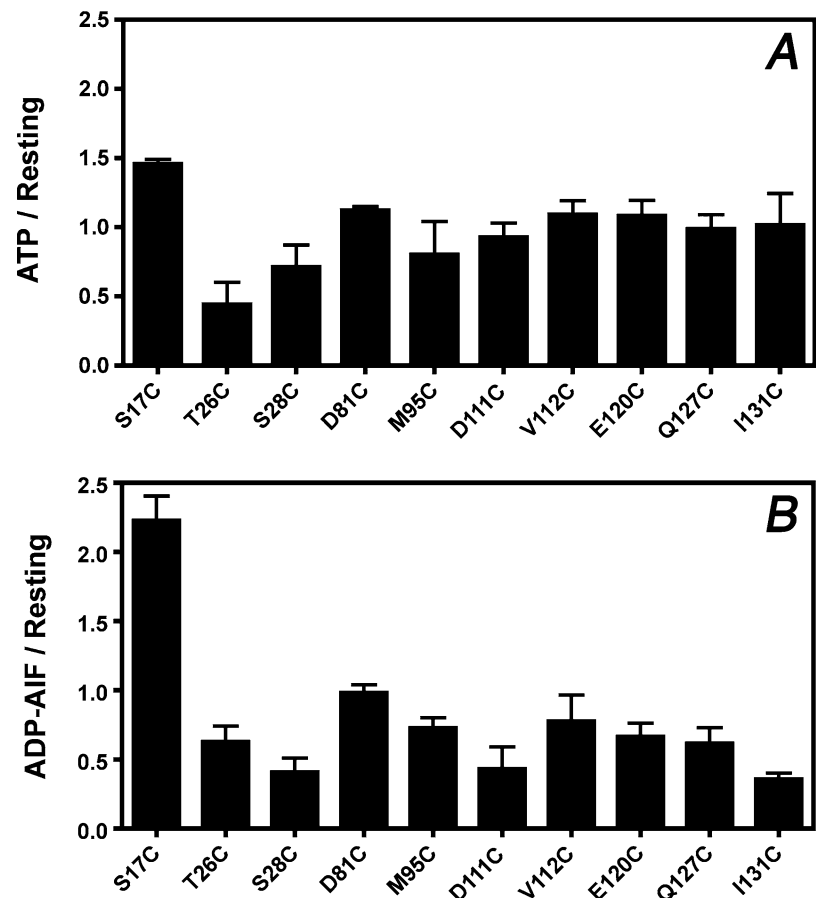 A
ATP / Resting
2.5
2.0
1.5
1.0
0.5
0.0
S17C T26C S28C D81C M95C D111C V112C E120C Q127C I131C
B
ADP-AlF / Resting
2.5
2.0
1.5
1.0
0.5
0.0
S17C T26C S28C D81C M95C D111C V112C E120C Q127C I131C